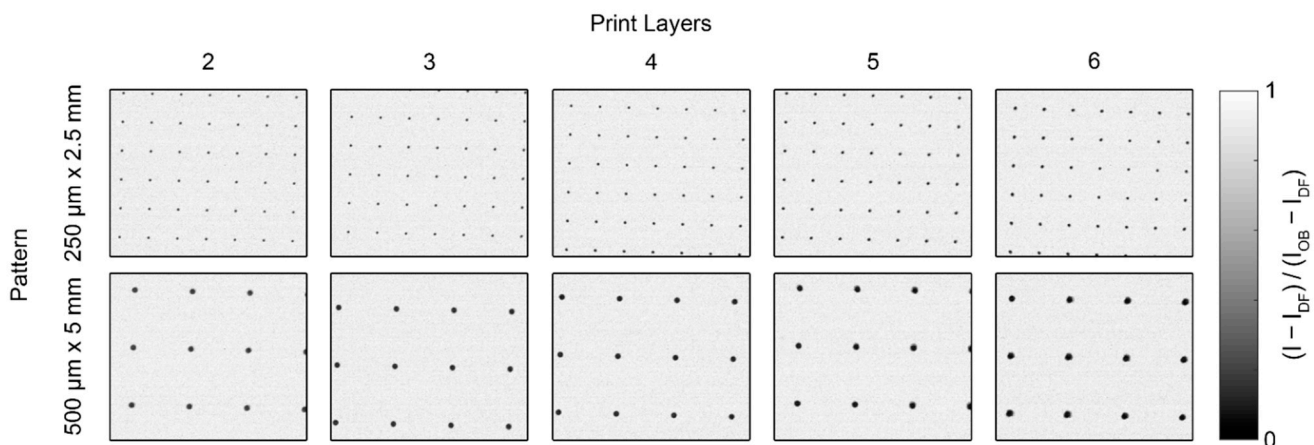 Print Layers
2 3 4 5 6
Pattern
250 µm x 2.5 mm
500 µm x 5 mm
1
(I – I_DF) / (I_OB – I_DF)
0